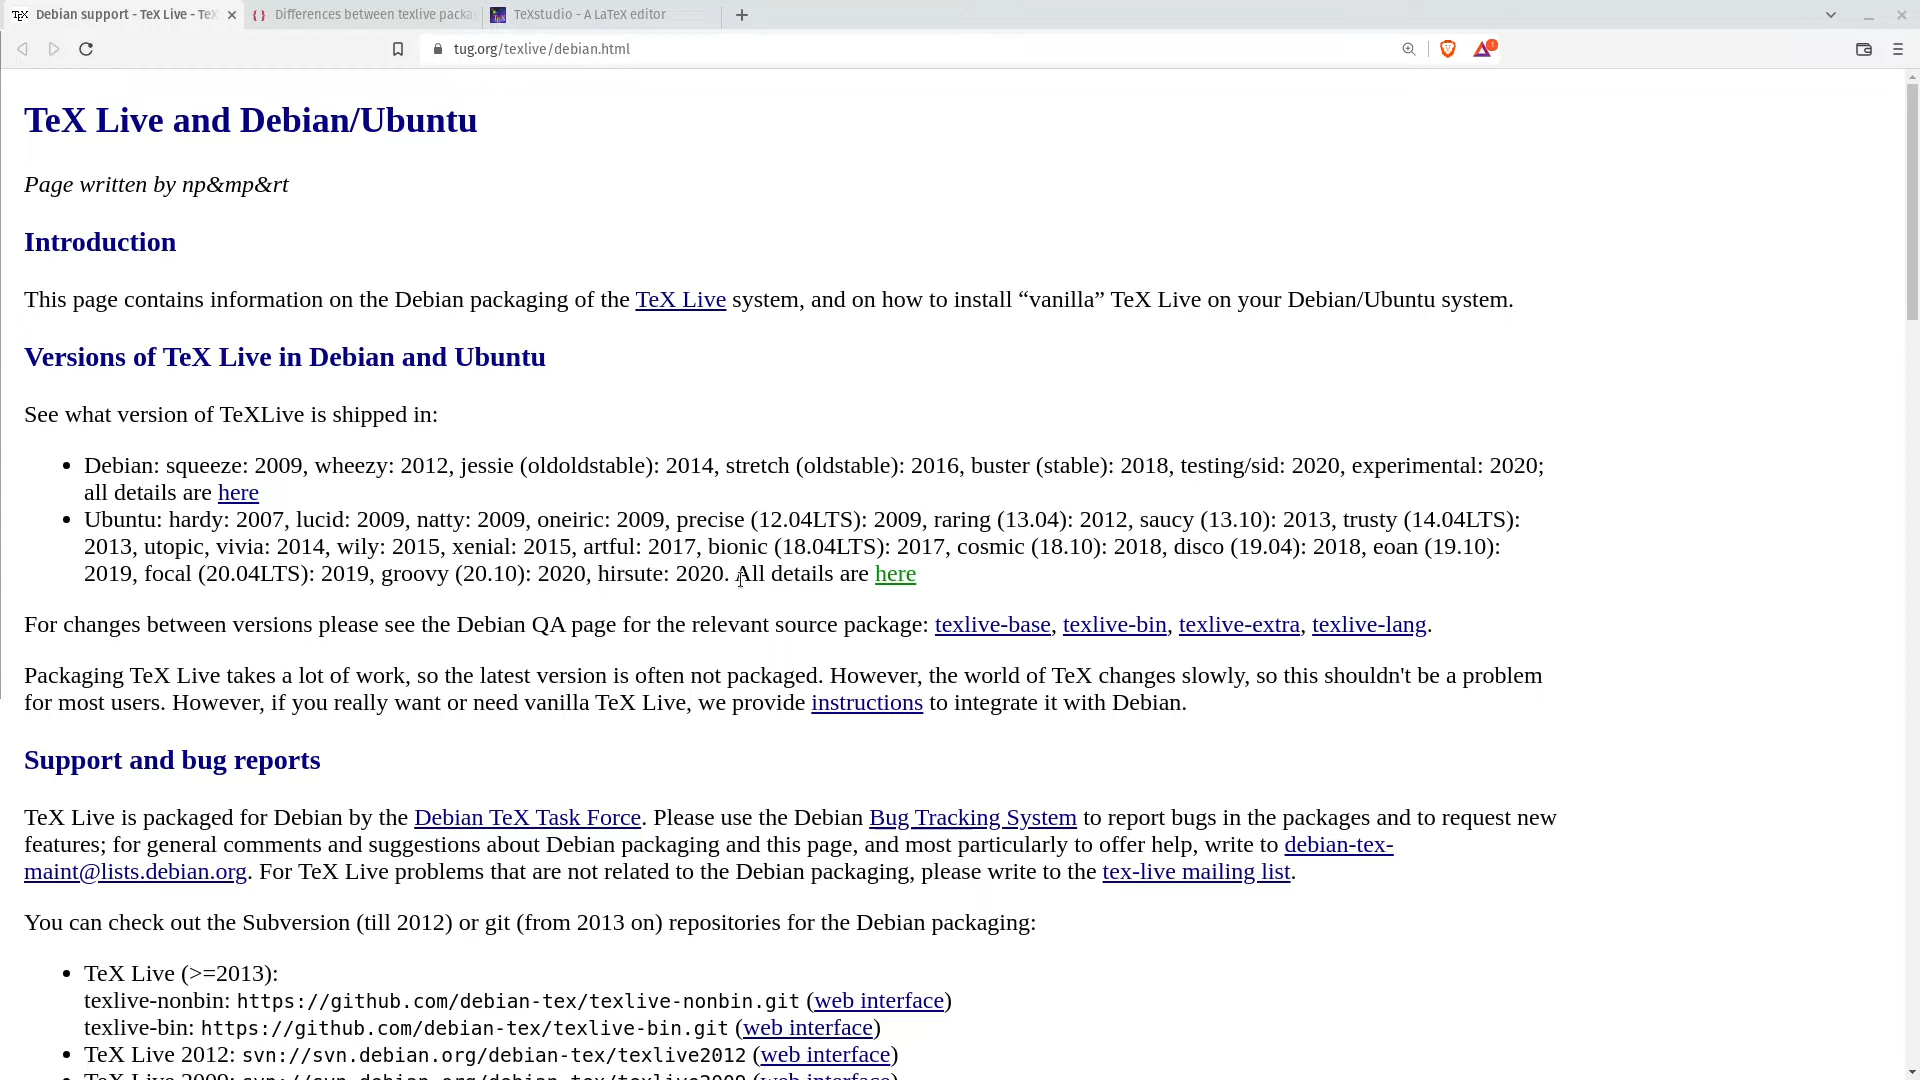 Debian support - TeX Live - TeX
Differences between texlive packa
TeXstudio - A LaTeX editor
tug.org/texlive/debian.html
TeX Live and Debian/Ubuntu
Page written by np&mp&rt
Introduction
This page contains information on the Debian packaging of the TeX Live system, and on how to install “vanilla” TeX Live on your Debian/Ubuntu system.
Versions of TeX Live in Debian and Ubuntu
See what version of TeXLive is shipped in:
• Debian: squeeze: 2009, wheezy: 2012, jessie (oldoldstable): 2014, stretch (oldstable): 2016, buster (stable): 2018, testing/sid: 2020, experimental: 2020;
all details are here
• Ubuntu: hardy: 2007, lucid: 2009, natty: 2009, oneiric: 2009, precise (12.04LTS): 2009, raring (13.04): 2012, saucy (13.10): 2013, trusty (14.04LTS):
2013, utopic, vivia: 2014, wily: 2015, xenial: 2015, artful: 2017, bionic (18.04LTS): 2017, cosmic (18.10): 2018, disco (19.04): 2018, eoan (19.10):
2019, focal (20.04LTS): 2019, groovy (20.10): 2020, hirsute: 2020. All details are here
For changes between versions please see the Debian QA page for the relevant source package: texlive-base, texlive-bin, texlive-extra, texlive-lang.
Packaging TeX Live takes a lot of work, so the latest version is often not packaged. However, the world of TeX changes slowly, so this shouldn't be a problem
for most users. However, if you really want or need vanilla TeX Live, we provide instructions to integrate it with Debian.
Support and bug reports
TeX Live is packaged for Debian by the Debian TeX Task Force. Please use the Debian Bug Tracking System to report bugs in the packages and to request new
features; for general comments and suggestions about Debian packaging and this page, and most particularly to offer help, write to debian-tex-
maint@lists.debian.org. For TeX Live problems that are not related to the Debian packaging, please write to the tex-live mailing list.
You can check out the Subversion (till 2012) or git (from 2013 on) repositories for the Debian packaging:
• TeX Live (>=2013):
texlive-nonbin: https://github.com/debian-tex/texlive-nonbin.git (web interface)
texlive-bin: https://github.com/debian-tex/texlive-bin.git (web interface)
• TeX Live 2012: svn://svn.debian.org/debian-tex/texlive2012 (web interface)
• TeX Live 2009: svn://svn.debian.org/debian-tex/texlive2009 (web interface)